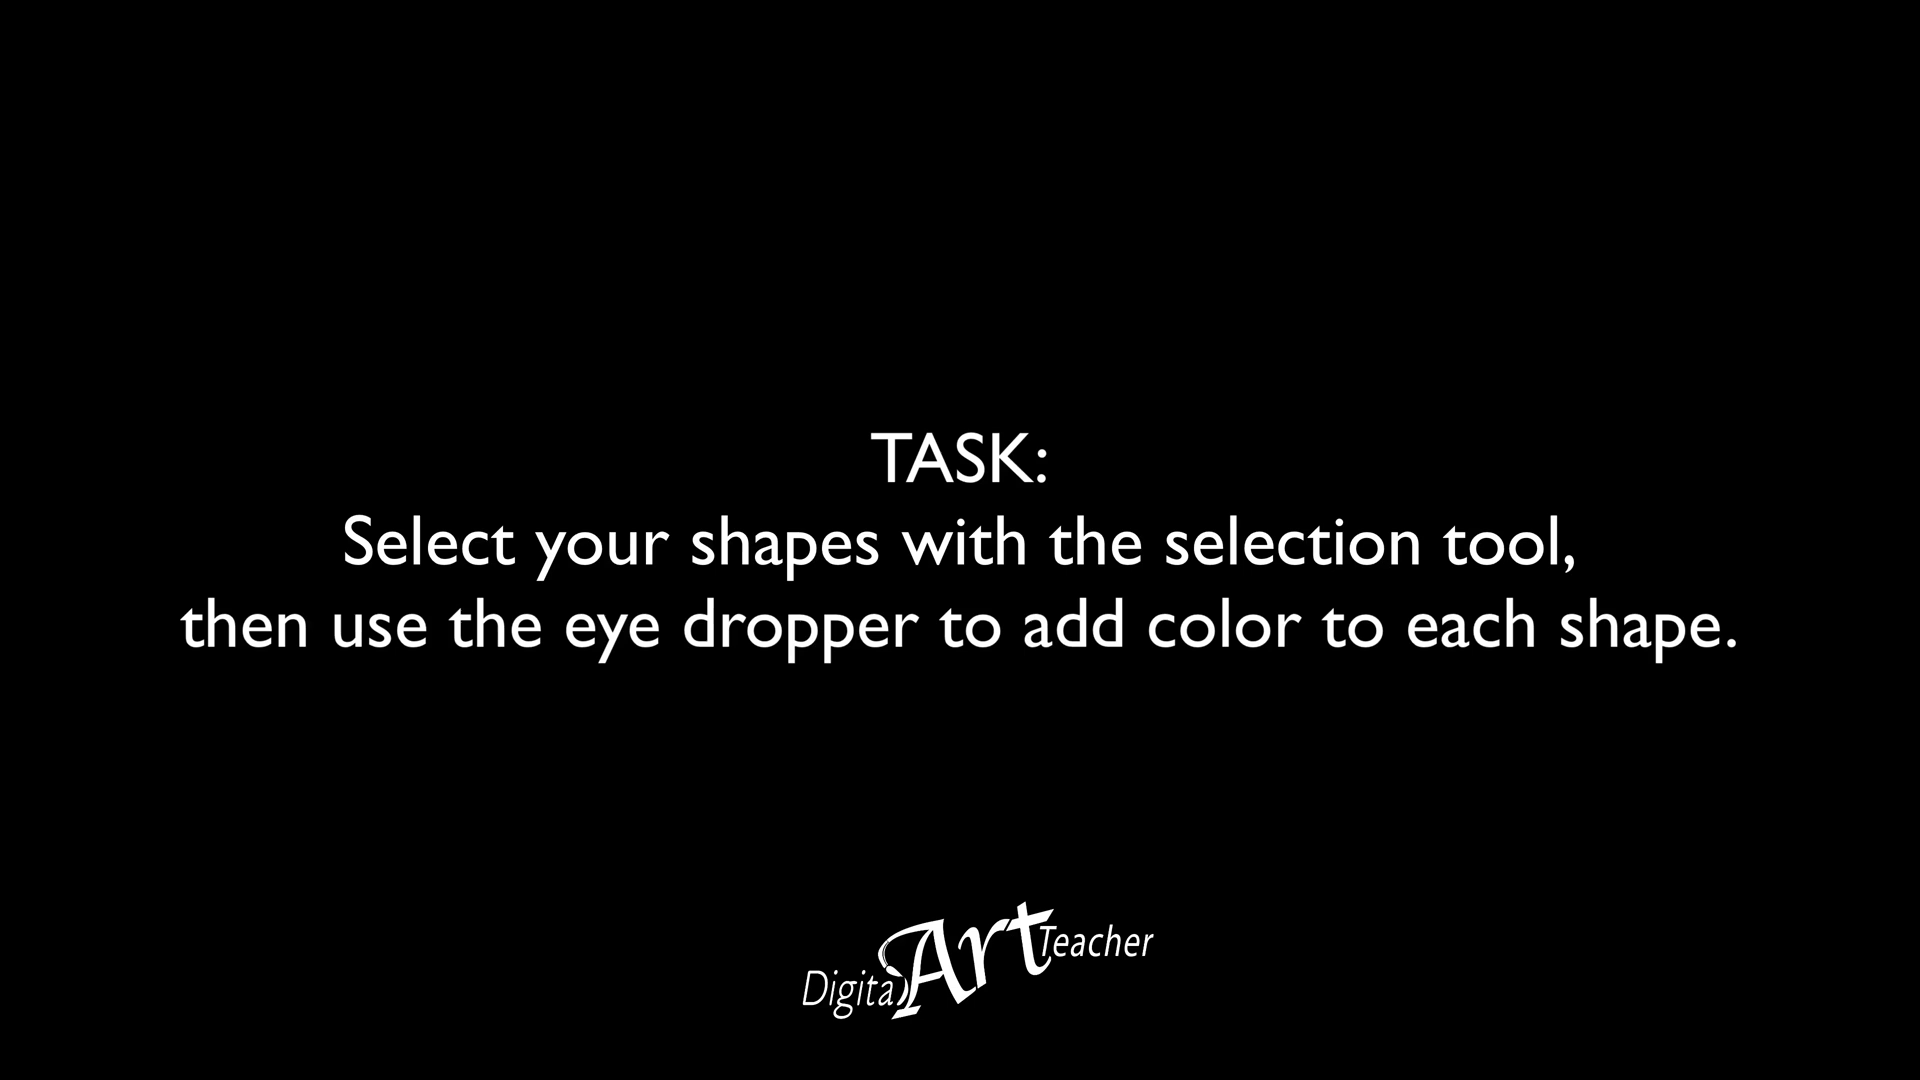 TASK:
Select your shapes with the selection tool,
then use the eye dropper to add color to each shape.
Digital Art Teacher